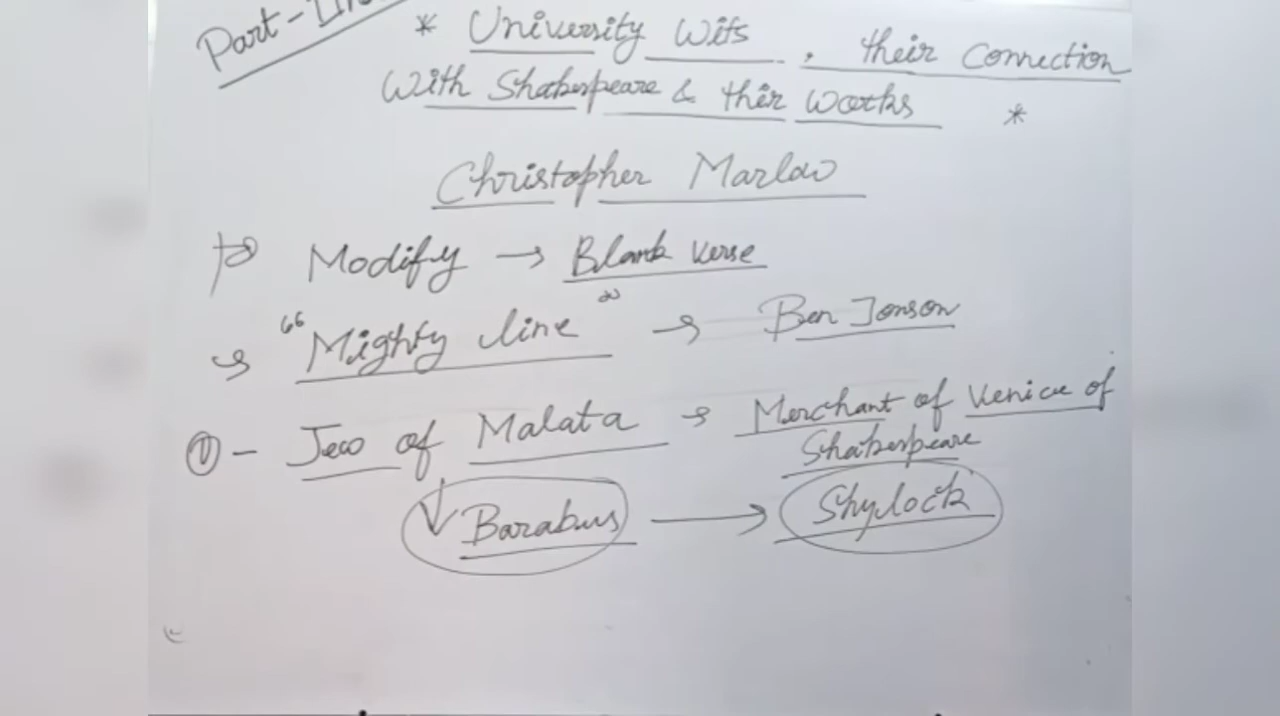 Part-
* University Wits, their Connection
With Shakespeare & their Works *
Christopher Marlow
Modify → Blank Verse
→ "Mighty line" → Ben Jonson
① - Jew of Malata → Merchant of Venice of
Shakespeare
↓ Barabus → Shylock